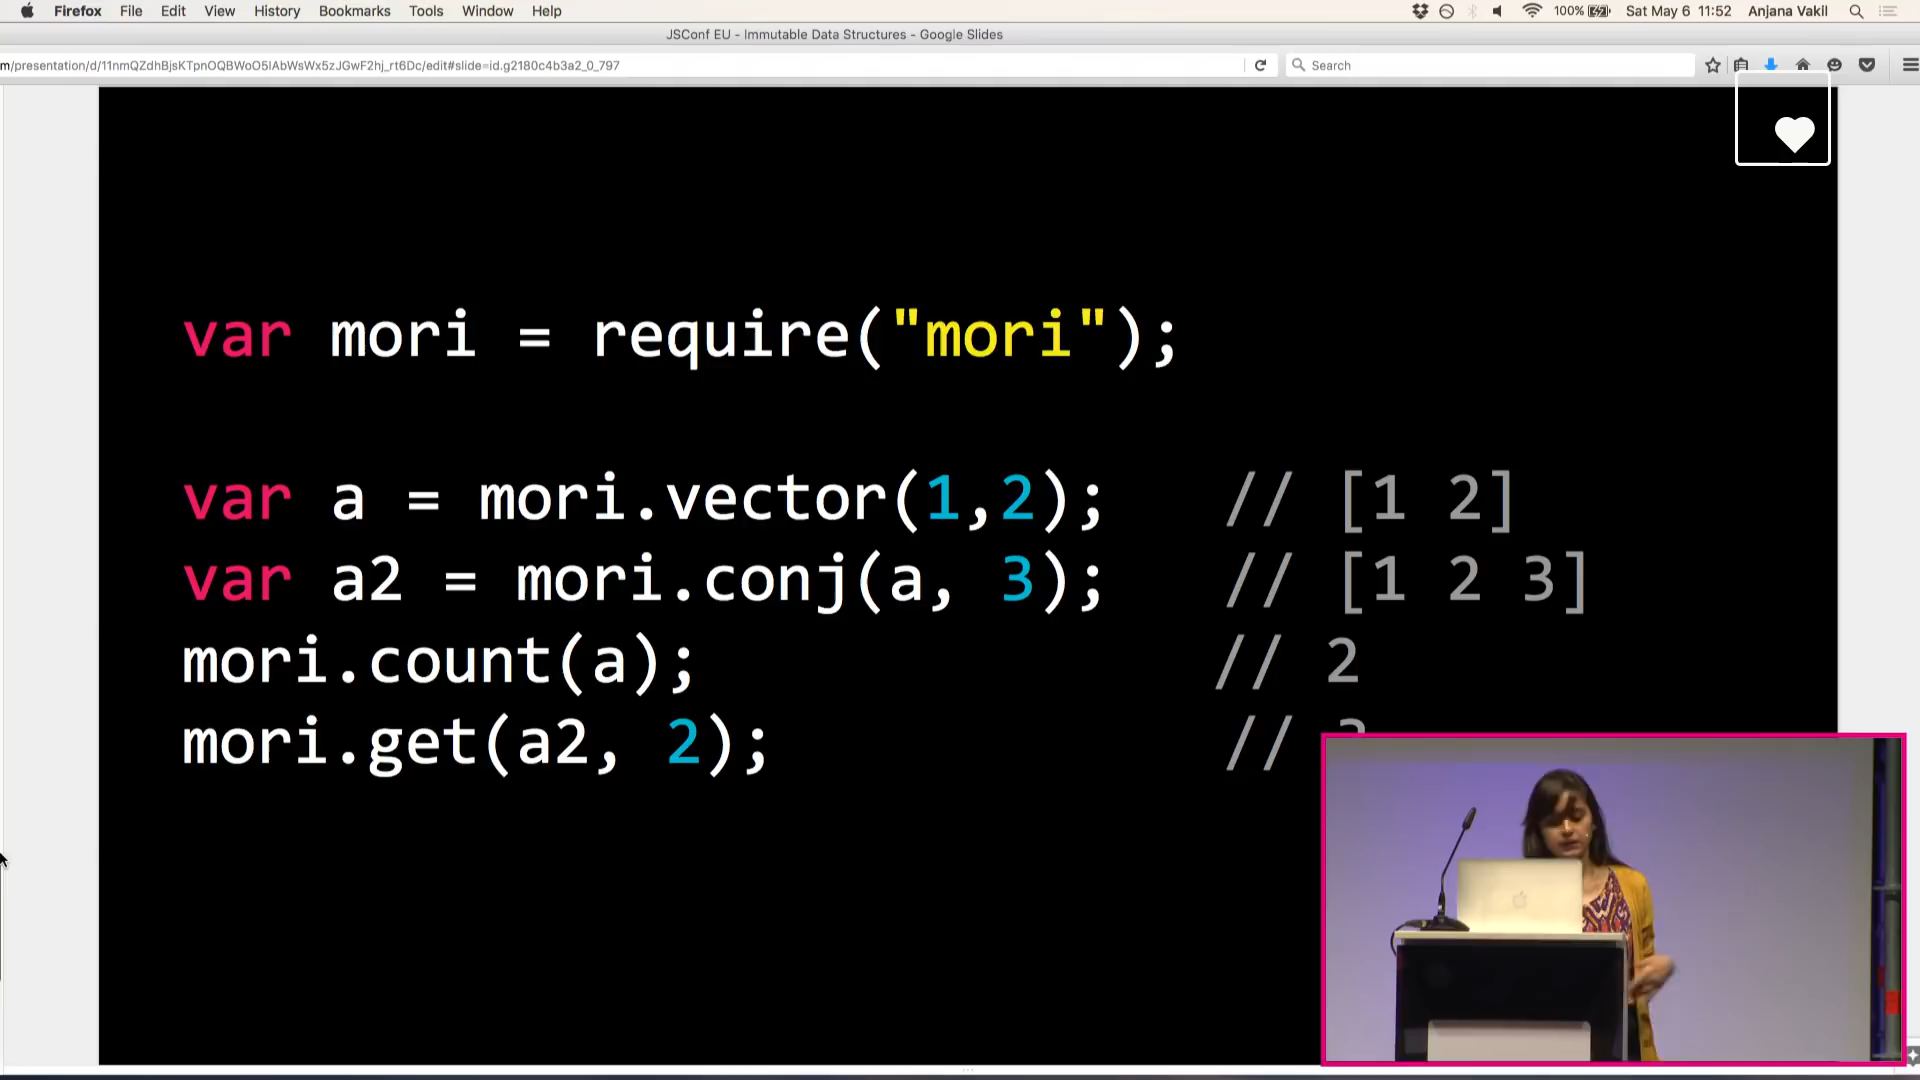 Firefox File Edit View History Bookmarks Tools Window Help 100% Sat May 6 11:52 Anjana Vakil
JSConf EU - Immutable Data Structures - Google Slides
m/presentation/d/11nmQZdhBjsKTpnOQBWoO5IAbWsWx5zJGwF2hj_rt6Dc/edit#slide=id.g2180c4b3a2_0_797 Search
var mori = require("mori");
var a = mori.vector(1,2); // [1 2]
var a2 = mori.conj(a, 3); // [1 2 3]
mori.count(a); // 2
mori.get(a2, 2); //